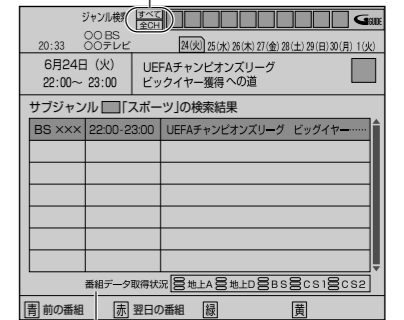 ジャンル検索 すべて 全CH GGUIDE
○○BS
20:33 ○○テレビ 24(火) 25(水) 26(木) 27(金) 28(土) 29(日) 30(月) 1(火)
6月24日（火） UEFAチャンピオンズリーグ
22:00～ 23:00 ビックイヤー獲得への道
サブジャンル 「スポーツ」の検索結果
BS ××× 22:00-23:00 UEFAチャンピオンズリーグ ビッグイヤー……
番組データ取得状況 地上A 地上D BS CS1 CS2
青 前の番組 赤 翌日の番組 緑 黄